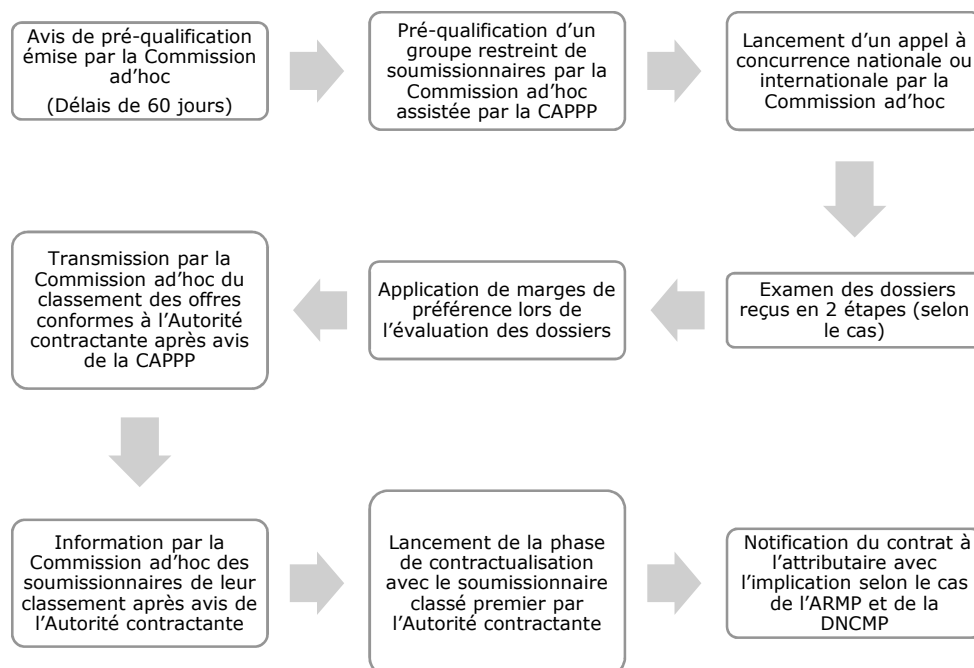 Avis de pré-qualification
émise par la Commission
ad’hoc
(Délais de 60 jours)
Pré-qualification d’un
groupe restreint de
soumissionnaires par la
Commission ad’hoc
assistée par la CAPPP
Lancement d’un appel à
concurrence nationale ou
internationale par la
Commission ad’hoc
Examen des dossiers
reçus en 2 étapes (selon
le cas)
Application de marges de
préférence lors de
l’évaluation des dossiers
Transmission par la
Commission ad’hoc du
classement des offres
conformes à l’Autorité
contractante après avis
de la CAPPP
Information par la
Commission ad’hoc des
soumissionnaires de leur
classement après avis de
l’Autorité contractante
Lancement de la phase
de contractualisation
avec le soumissionnaire
classé premier par
l’Autorité contractante
Notification du contrat à
l’attributaire avec
l’implication selon le cas
de l’ARMP et de la
DNCMP